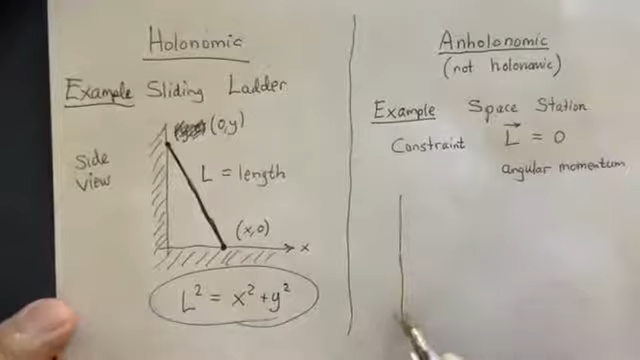 Holonomic
Example Sliding Ladder
(0,y)
Side
view
L = length
(x,0)
x
L² = x² + y²
Anholonomic
(not holonomic)
Example Space Station
Constraint L⃗ = 0
angular momentum